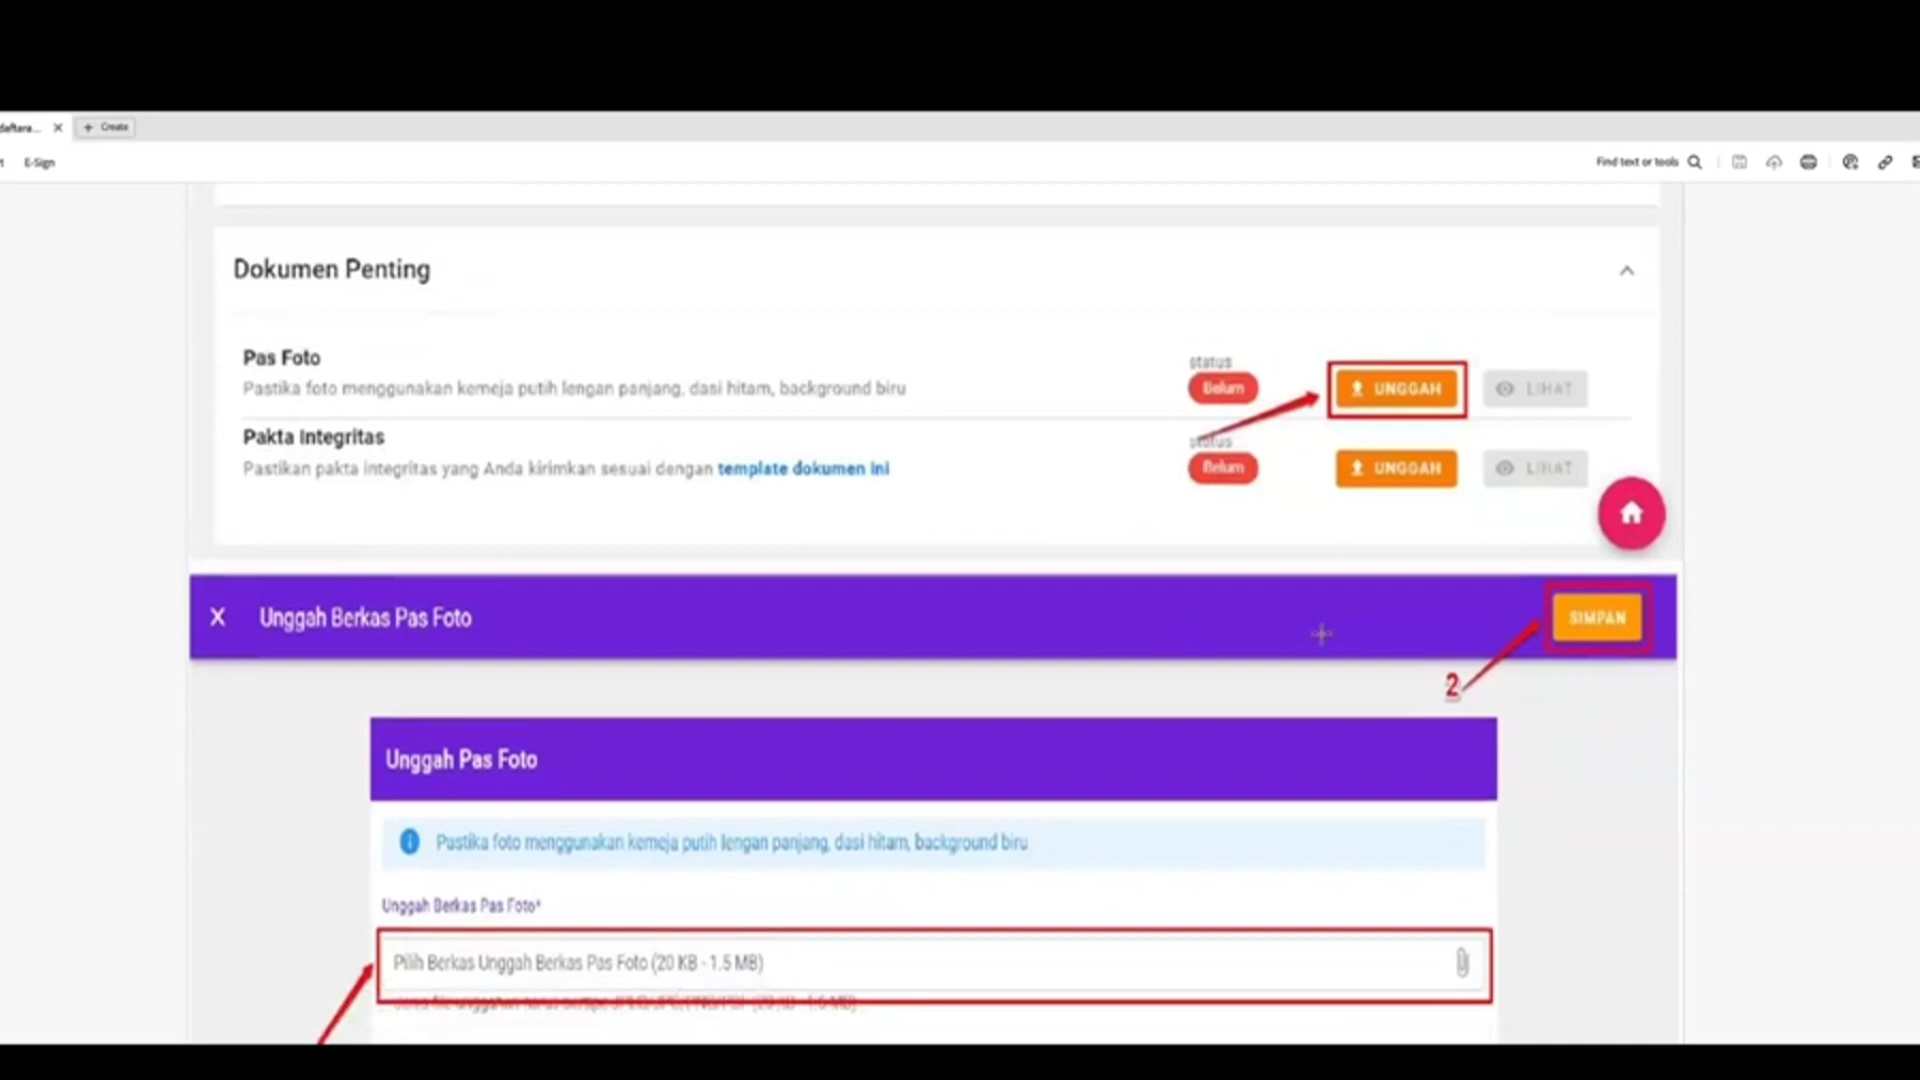 + Create
E-Sign
Find text or tools
Dokumen Penting
Pas Foto
Pastika foto menggunakan kemeja putih lengan panjang, dasi hitam, background biru
status
Belum
UNGGAH
LIHAT
Pakta Integritas
Pastikan pakta integritas yang Anda kirimkan sesuai dengan template dokumen ini
status
Belum
UNGGAH
LIHAT
X Unggah Berkas Pas Foto
SIMPAN
2
Unggah Pas Foto
Pastika foto menggunakan kemeja putih lengan panjang, dasi hitam, background biru
Unggah Berkas Pas Foto*
Pilih Berkas Unggah Berkas Pas Foto (20 KB - 1.5 MB)